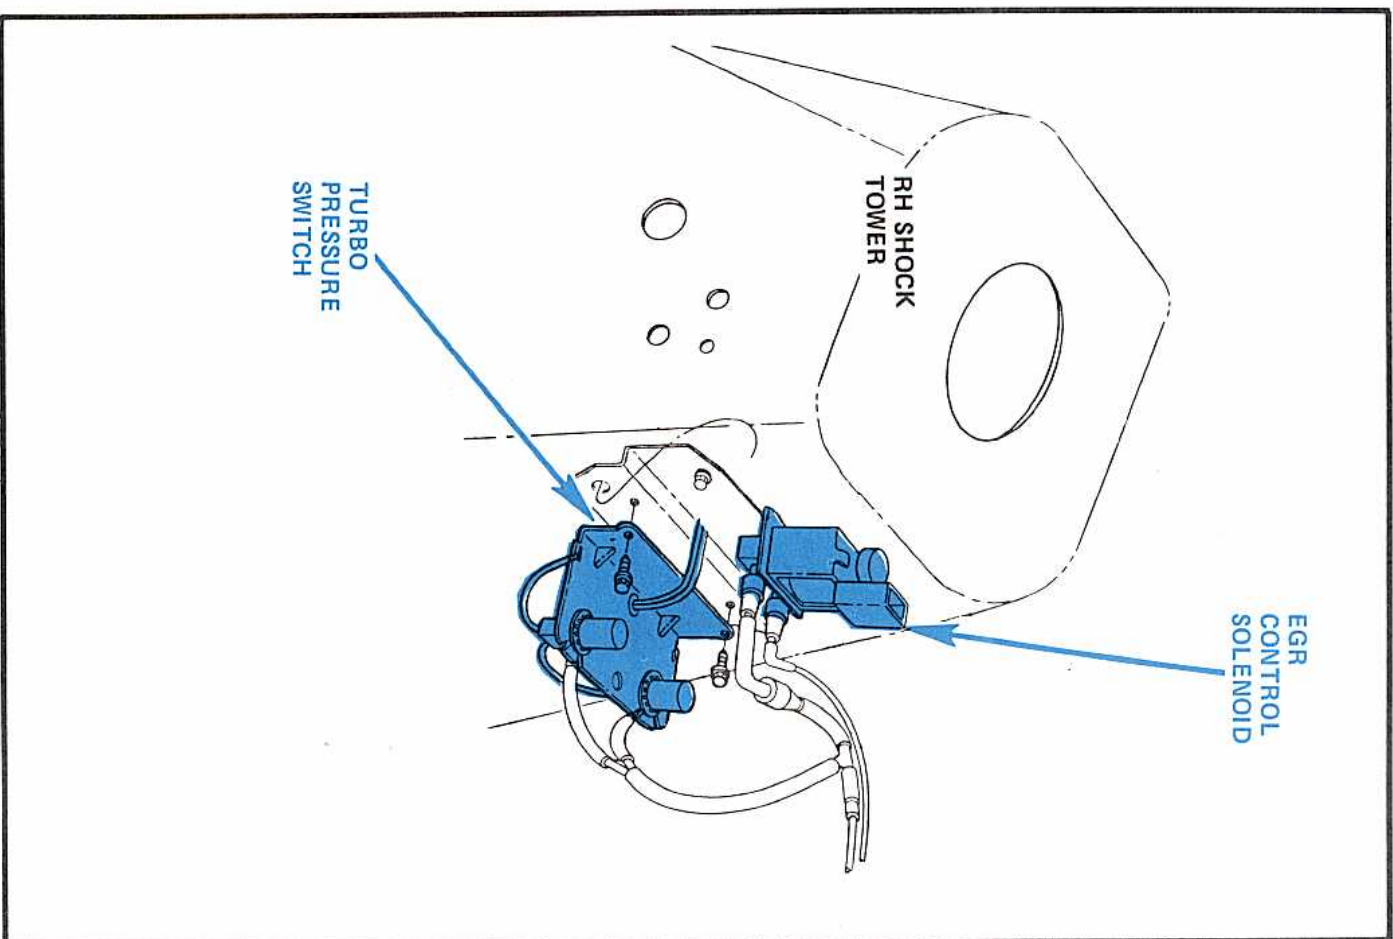 EGR
CONTROL
SOLENOID
RH SHOCK
TOWER
TURBO
PRESSURE
SWITCH